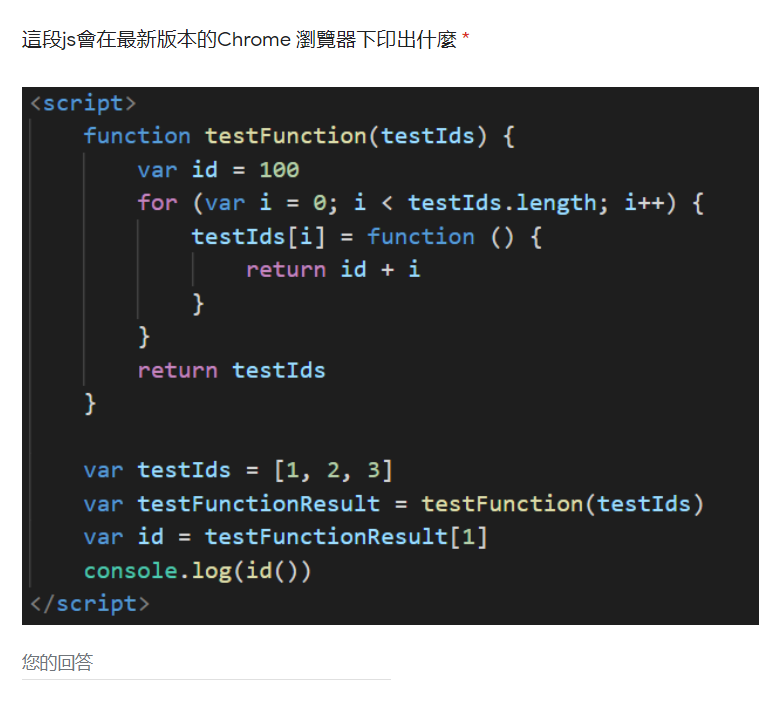 這段js會在最新版本的Chrome 瀏覽器下印出什麼 *
<script>
function testFunction(testIds) {
var id = 100
for (var i = 0; i < testIds.length; i++) {
testIds[i] = function () {
return id + i
}
}
return testIds
}
var testIds = [1, 2, 3]
var testFunctionResult = testFunction(testIds)
var id = testFunctionResult[1]
console.log(id())
</script>
您的回答